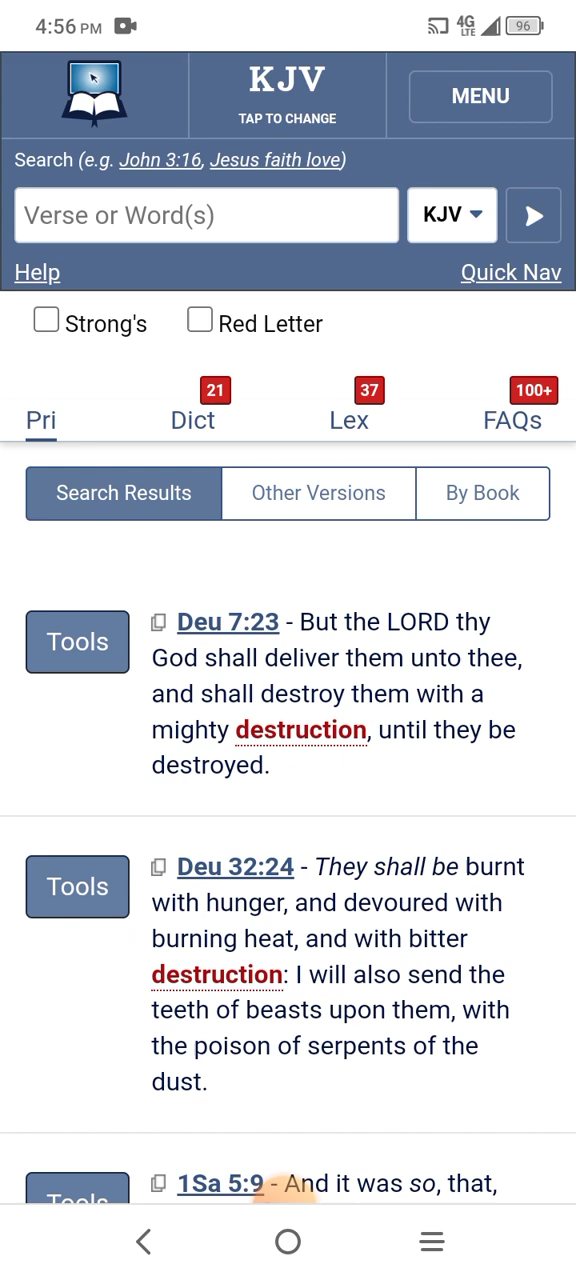 4:56 PM
4G
LTE
96
KJV
TAP TO CHANGE
MENU
Search (e.g. John 3:16, Jesus faith love)
Verse or Word(s)
KJV
Help
Quick Nav
Strong's
Red Letter
21
37
100+
Pri
Dict
Lex
FAQs
Search Results
Other Versions
By Book
Tools
Deu 7:23 - But the LORD thy
God shall deliver them unto thee,
and shall destroy them with a
mighty destruction, until they be
destroyed.
Tools
Deu 32:24 - They shall be burnt
with hunger, and devoured with
burning heat, and with bitter
destruction: I will also send the
teeth of beasts upon them, with
the poison of serpents of the
dust.
Tools
1Sa 5:9 - And it was so, that,